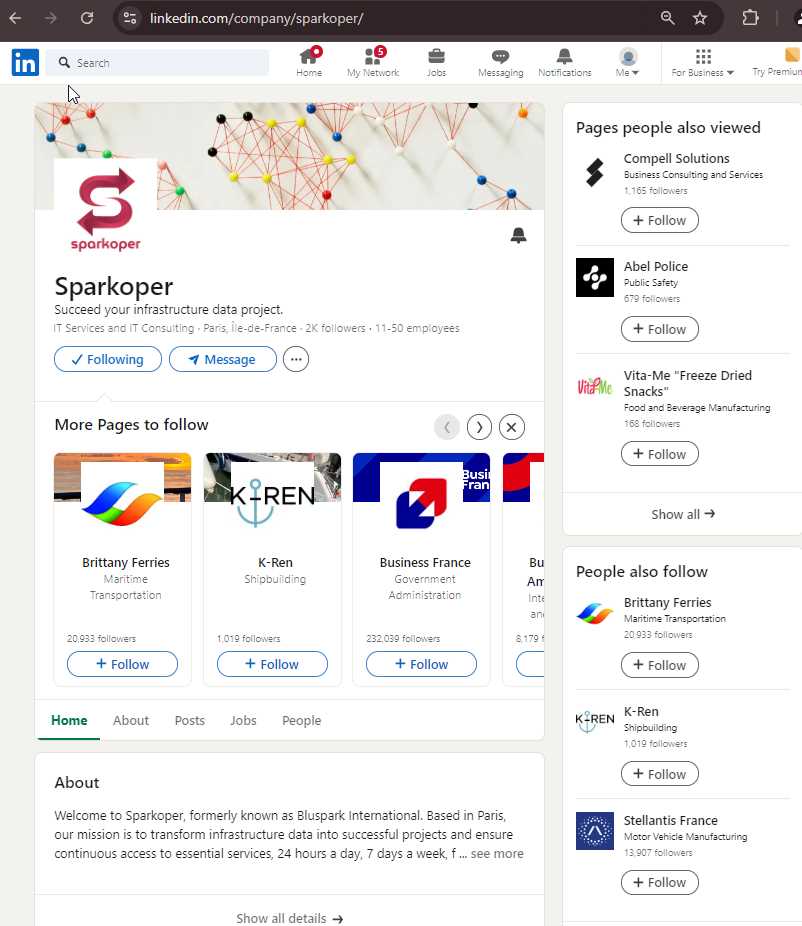 linkedin.com/company/sparkoper/
in
Search
Home
5
My Network
Jobs
Messaging
Notifications
Me
For Business
Try Premium
sparkoper
Sparkoper
Succeed your infrastructure data project.
IT Services and IT Consulting · Paris, Île-de-France · 2K followers · 11-50 employees
Following
Message
More Pages to follow
K-REN
Busi
Fran
Brittany Ferries
Maritime
Transportation
20,933 followers
+ Follow
K-Ren
Shipbuilding
1,019 followers
+ Follow
Business France
Government
Administration
232,039 followers
+ Follow
Bu
Am
Inte
an
8,179 f
Home
About
Posts
Jobs
People
About
Welcome to Sparkoper, formerly known as Bluspark International. Based in Paris,
our mission is to transform infrastructure data into successful projects and ensure
continuous access to essential services, 24 hours a day, 7 days a week, f ... see more
Show all details →
Pages people also viewed
Compell Solutions
Business Consulting and Services
1,165 followers
+ Follow
Abel Police
Public Safety
679 followers
+ Follow
VitaMe
Vita-Me "Freeze Dried
Snacks"
Food and Beverage Manufacturing
168 followers
+ Follow
Show all →
People also follow
Brittany Ferries
Maritime Transportation
20,933 followers
+ Follow
K-REN
K-Ren
Shipbuilding
1,019 followers
+ Follow
Stellantis France
Motor Vehicle Manufacturing
13,907 followers
+ Follow